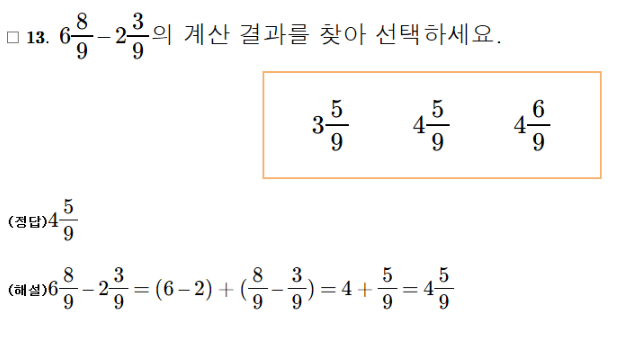 □ 13. 6 8/9 − 2 3/9 의 계산 결과를 찾아 선택하세요.
3 5/9 4 5/9 4 6/9
(정답) 4 5/9
(해설) 6 8/9 − 2 3/9 = (6 − 2) + (8/9 − 3/9) = 4 + 5/9 = 4 5/9